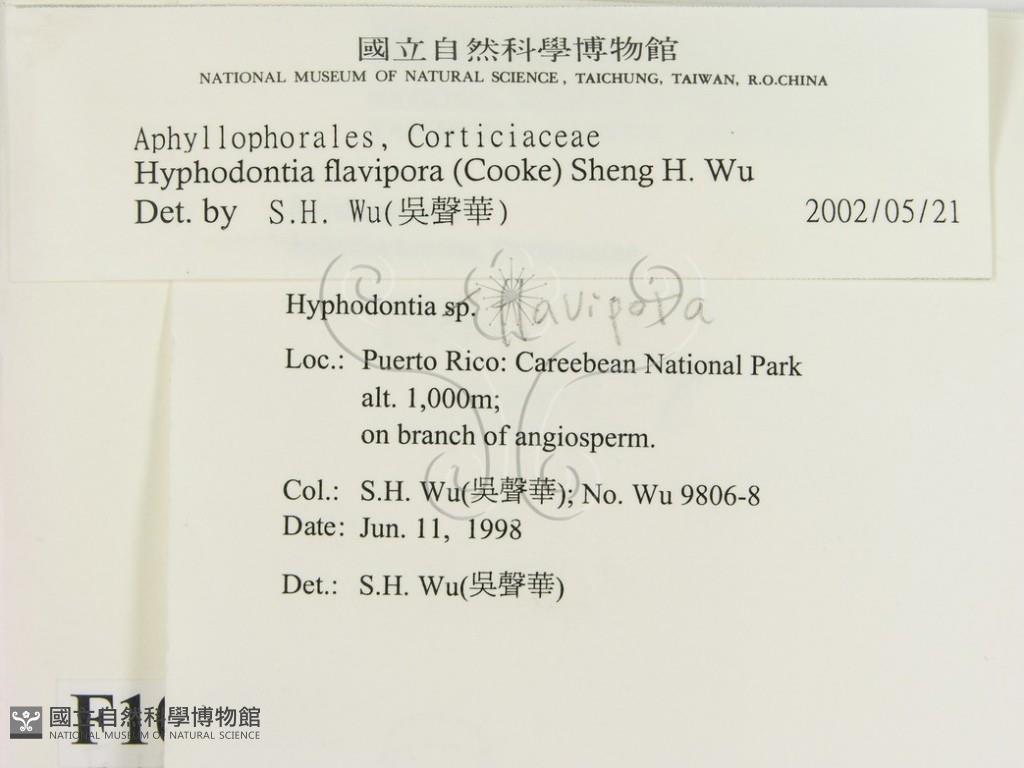 國立自然科學博物館
NATIONAL MUSEUM OF NATURAL SCIENCE, TAICHUNG, TAIWAN, R.O.CHINA
Aphyllophorales, Corticiaceae
Hyphodontia flavipora (Cooke) Sheng H. Wu
Det. by S.H. Wu(吳聲華) 2002/05/21
Hyphodontia sp. flavipora
Loc.: Puerto Rico: Careebean National Park
alt. 1,000m;
on branch of angiosperm.
Col.: S.H. Wu(吳聲華); No. Wu 9806-8
Date: Jun. 11, 1998
Det.: S.H. Wu(吳聲華)
國立自然科學博物館
NATIONAL MUSEUM OF NATURAL SCIENCE